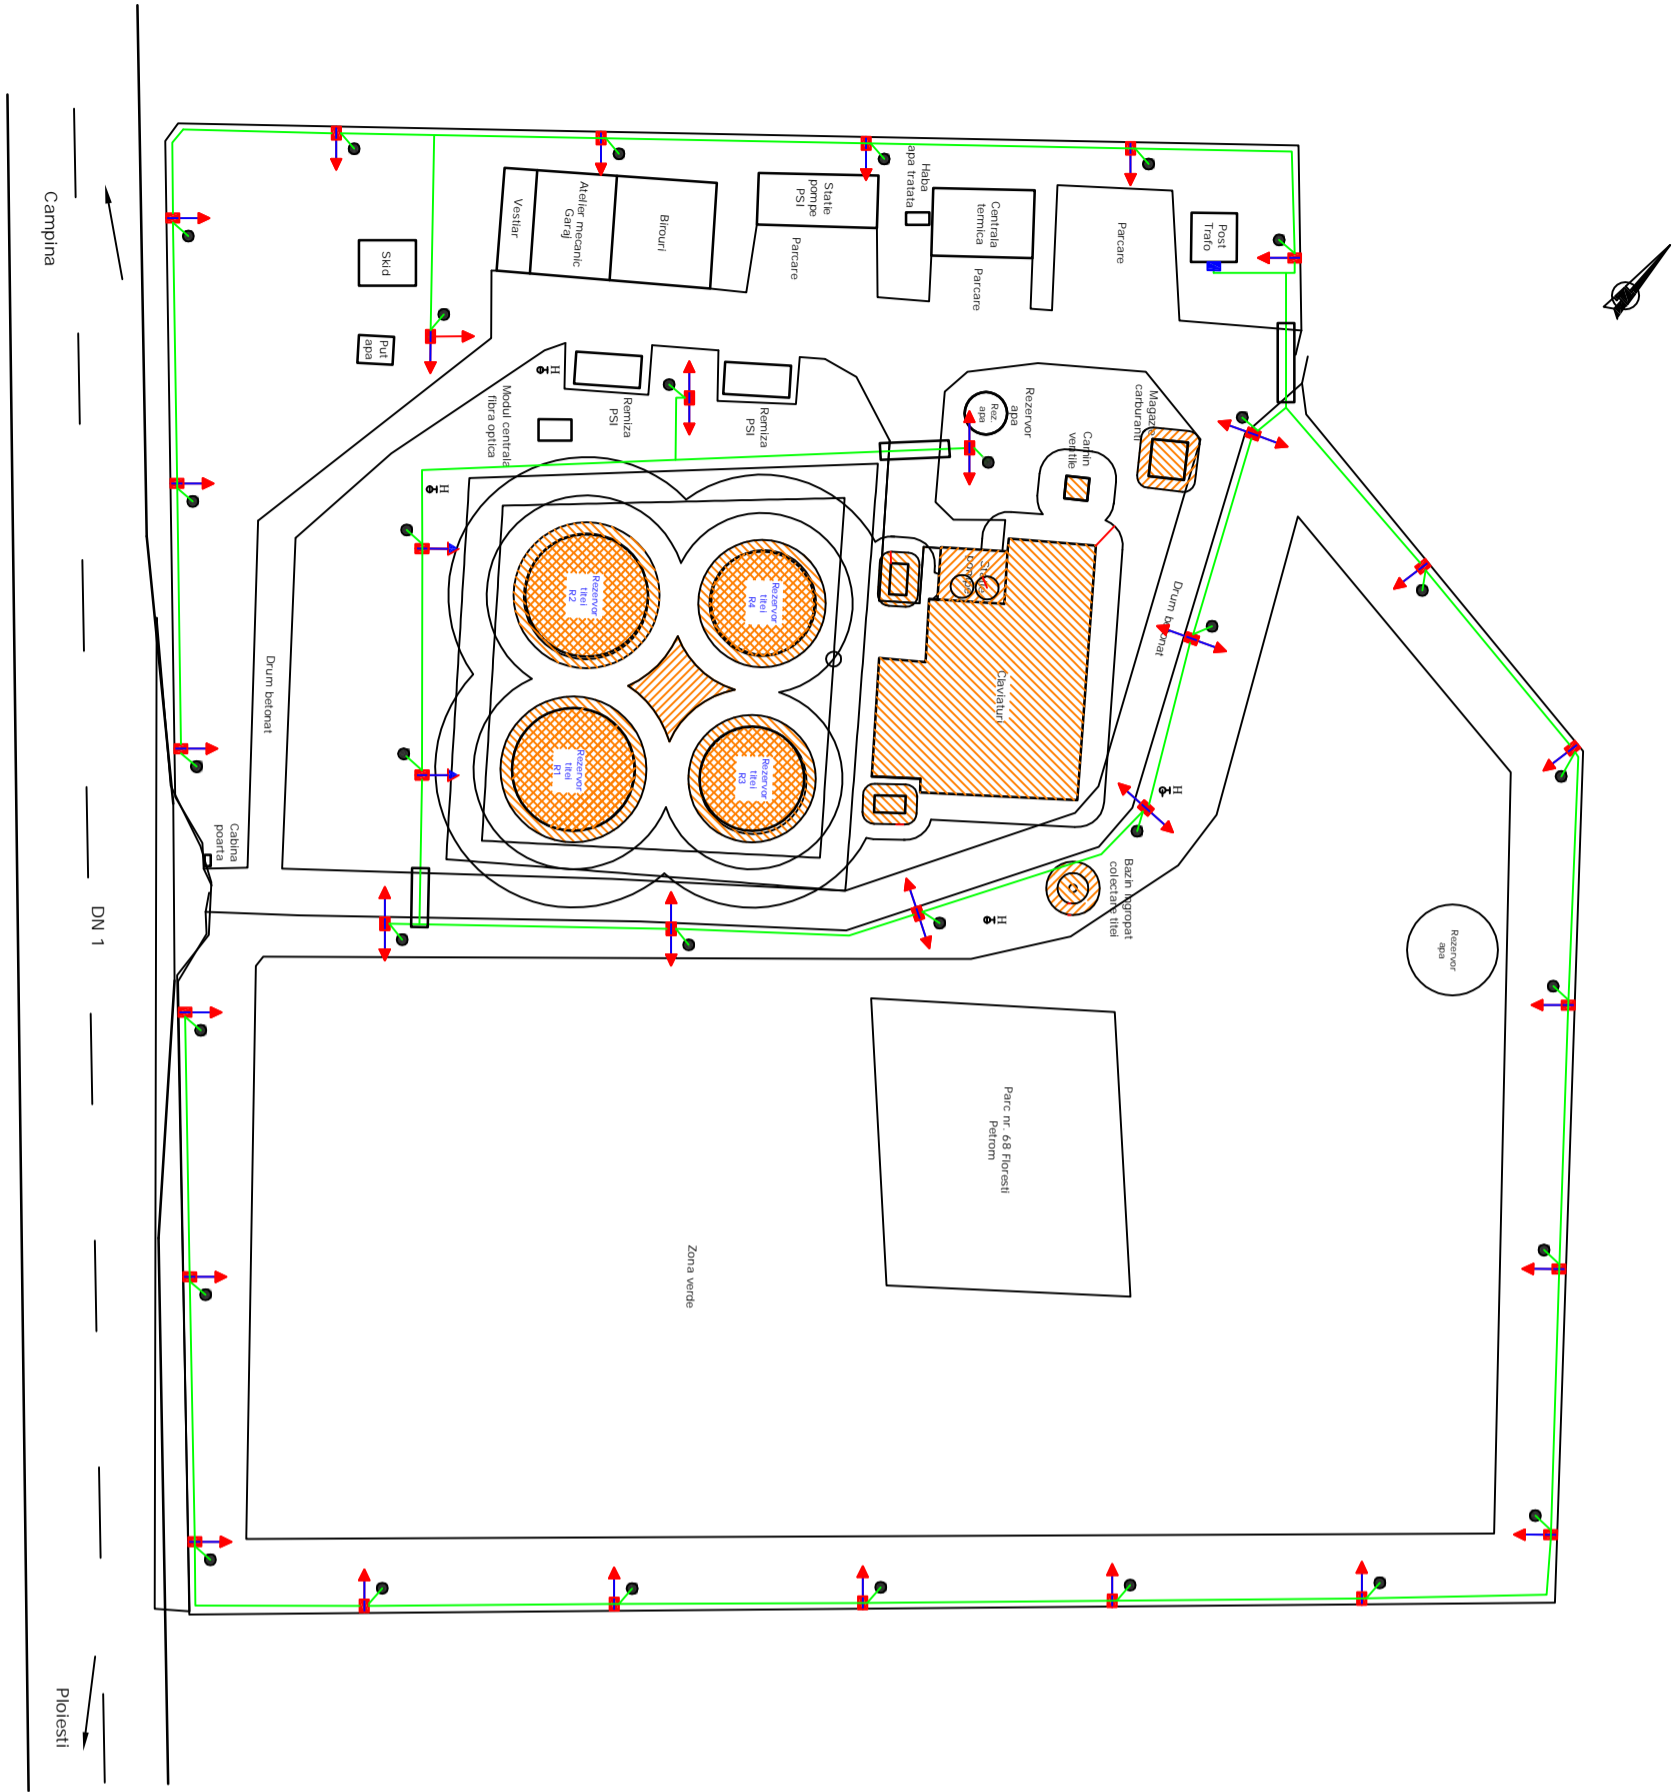 Campina
DN 1
Ploiesti
Skid
Put
apa
Vestiar
Atelier mecanic
Garaj
Birouri
Statie
pompe
PSI
Parcare
Haba
apa tratata
Centrala
termica
Parcare
Parcare
Post
Trafo
H
Modul centrala
fibra optica
Remiza
PSI
Remiza
PSI
Rez.
apa
Rezervor
apa
Camin
ventile
Magazie
carburanti
H
Rezervor
titei
R2
Rezervor
titei
R4
Rezervor
titei
R1
Rezervor
titei
R3
Statie
pompe
Claviaturi
Drum betonat
Drum betonat
Cabina
poarta
H
H
Bazin ingropat
colectare titei
Rezervor
apa
Parc nr. 68 Floresti
Petrom
Zona verde